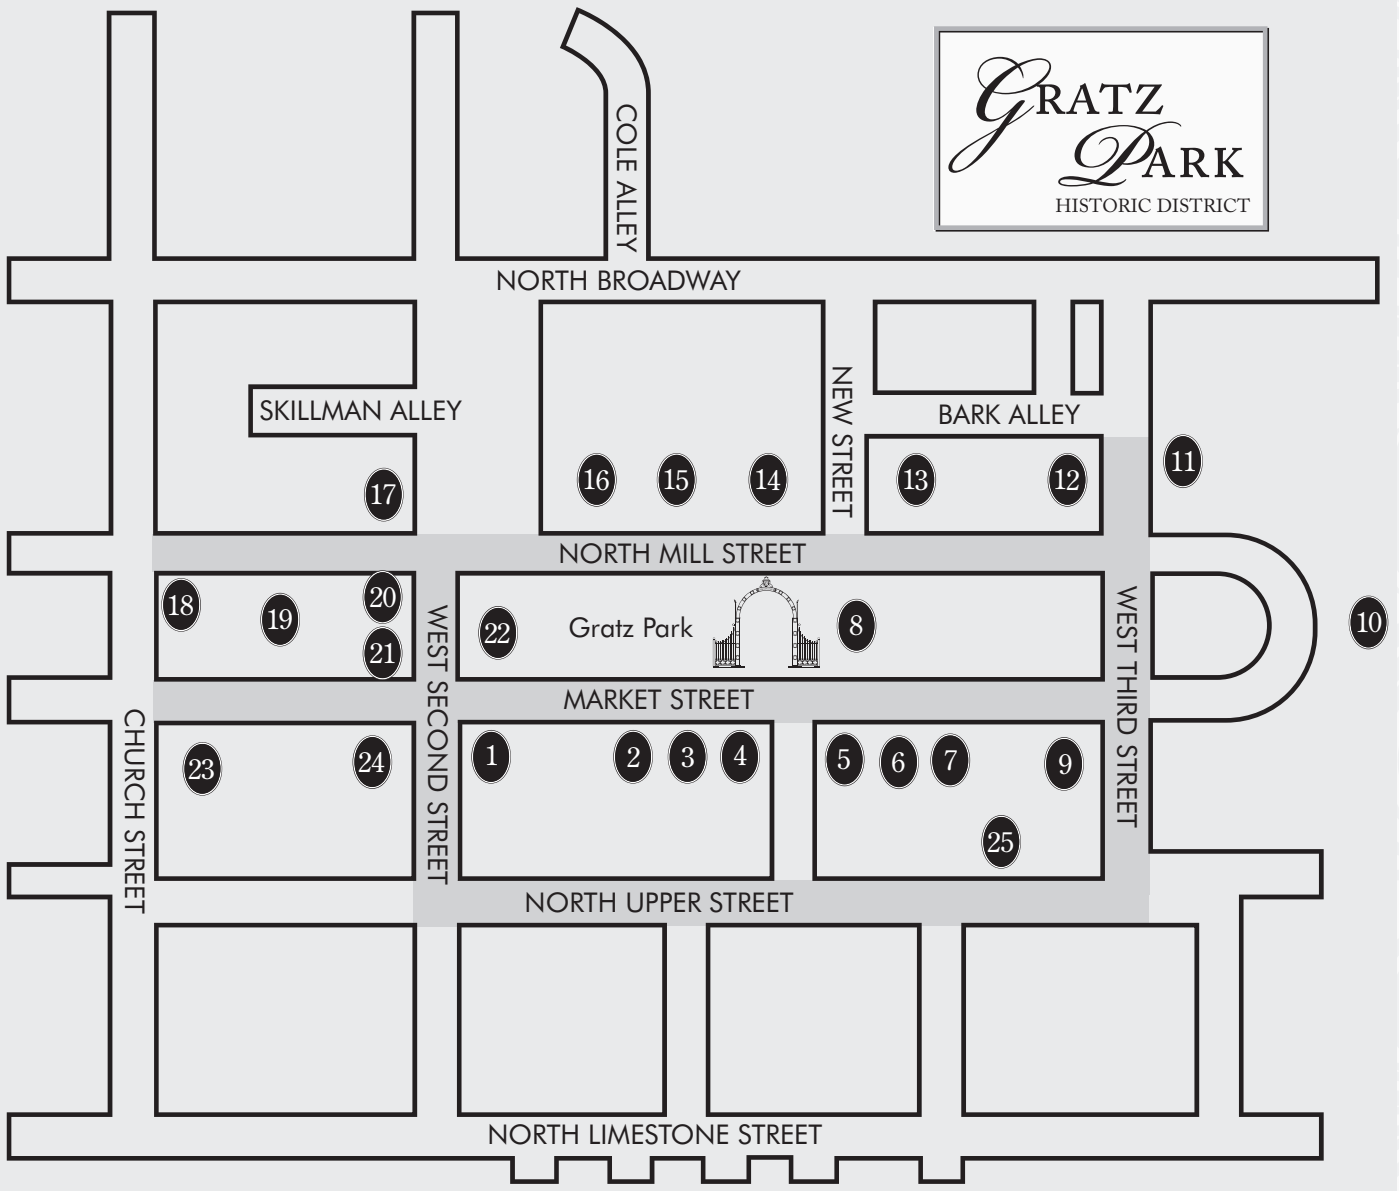 GRATZ
PARK
HISTORIC DISTRICT
COLE ALLEY
NORTH BROADWAY
SKILLMAN ALLEY
NEW STREET
BARK ALLEY
11
16
15
14
13
12
17
NORTH MILL STREET
18
19
20
21
22
Gratz Park
8
10
WEST SECOND STREET
WEST THIRD STREET
MARKET STREET
CHURCH STREET
23
24
1
2
3
4
5
6
7
9
25
NORTH UPPER STREET
NORTH LIMESTONE STREET